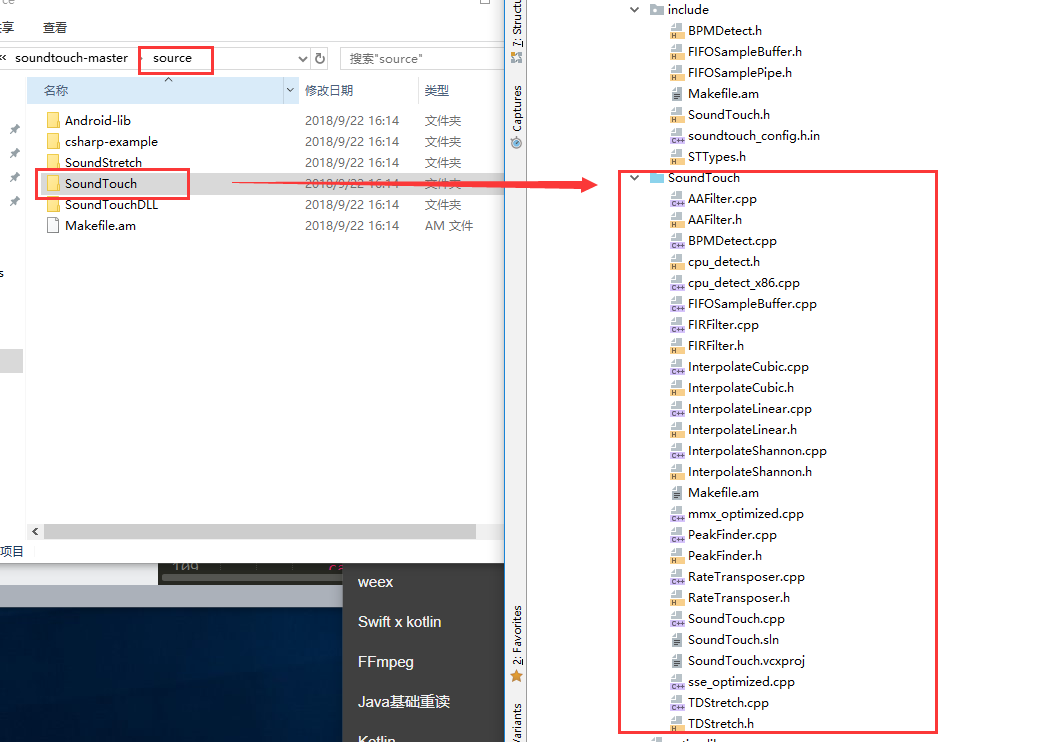 享
查看
« soundtouch-master
source
搜索"source"
名称
修改日期
类型
Android-lib
2018/9/22 16:14
文件夹
csharp-example
2018/9/22 16:14
文件夹
SoundStretch
2018/9/22 16:14
文件夹
SoundTouch
2018/9/22 16:14
文件夹
SoundTouchDLL
2018/9/22 16:14
文件夹
Makefile.am
2018/9/22 16:14
AM 文件
s
项目
weex
Swift x kotlin
FFmpeg
Java基础重读
Kotlin
Captures
2: Favorites
include
BPMDetect.h
FIFOSampleBuffer.h
FIFOSamplePipe.h
Makefile.am
SoundTouch.h
soundtouch_config.h.in
STTypes.h
SoundTouch
AAFilter.cpp
AAFilter.h
BPMDetect.cpp
cpu_detect.h
cpu_detect_x86.cpp
FIFOSampleBuffer.cpp
FIRFilter.cpp
FIRFilter.h
InterpolateCubic.cpp
InterpolateCubic.h
InterpolateLinear.cpp
InterpolateLinear.h
InterpolateShannon.cpp
InterpolateShannon.h
Makefile.am
mmx_optimized.cpp
PeakFinder.cpp
PeakFinder.h
RateTransposer.cpp
RateTransposer.h
SoundTouch.cpp
SoundTouch.sln
SoundTouch.vcxproj
sse_optimized.cpp
TDStretch.cpp
TDStretch.h